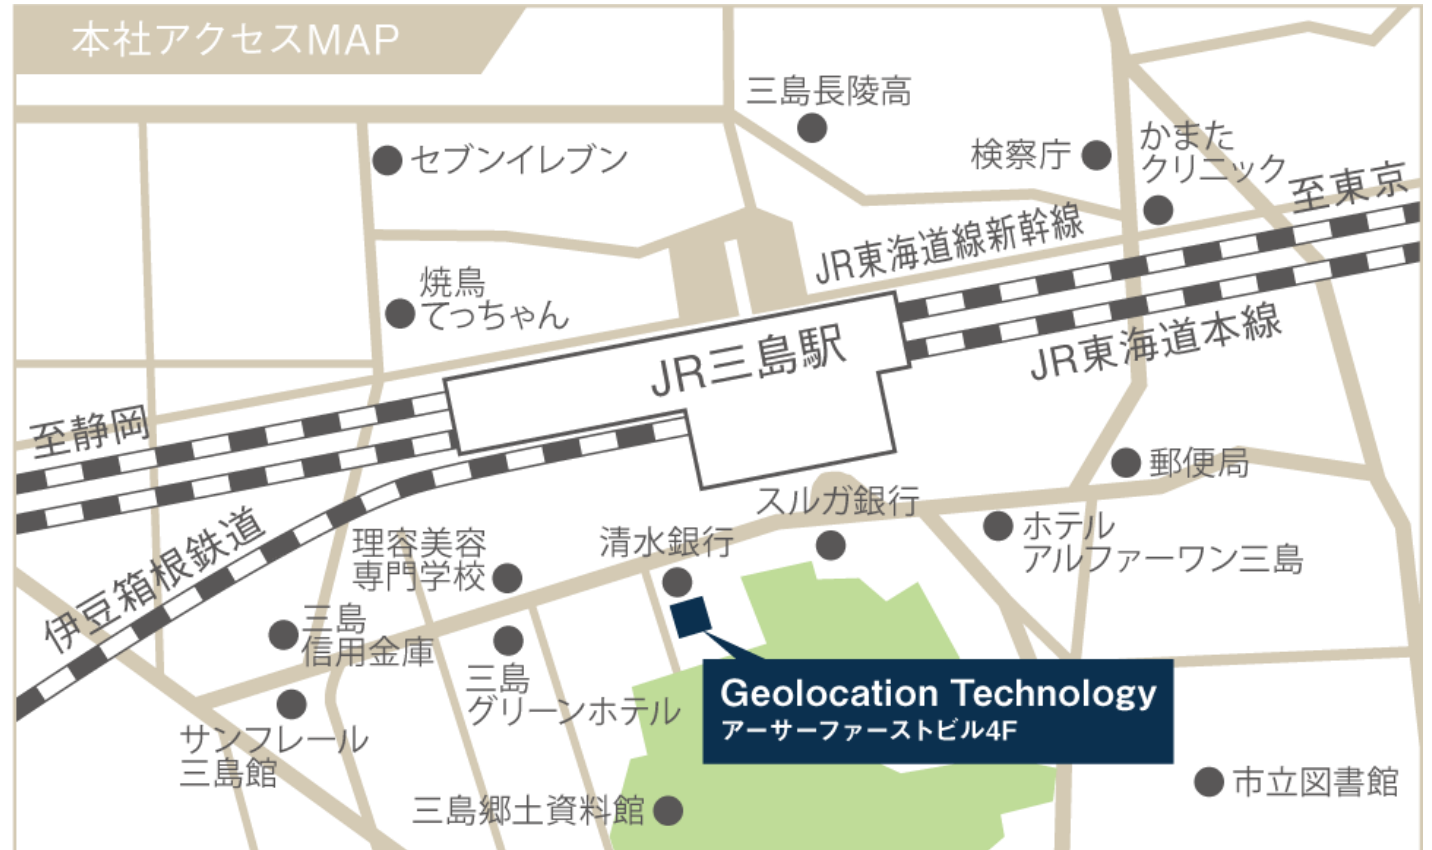 本社アクセスMAP
三島長陵高
検察庁
かまた
クリニック
至東京
セブンイレブン
JR東海道線新幹線
焼鳥
てっちゃん
JR三島駅
JR東海道本線
至静岡
郵便局
スルガ銀行
ホテル
アルファーワン三島
伊豆箱根鉄道
理容美容
専門学校
清水銀行
三島
信用金庫
三島
グリーンホテル
Geolocation Technology
アーサーファーストビル4F
サンフレール
三島館
三島郷土資料館
市立図書館